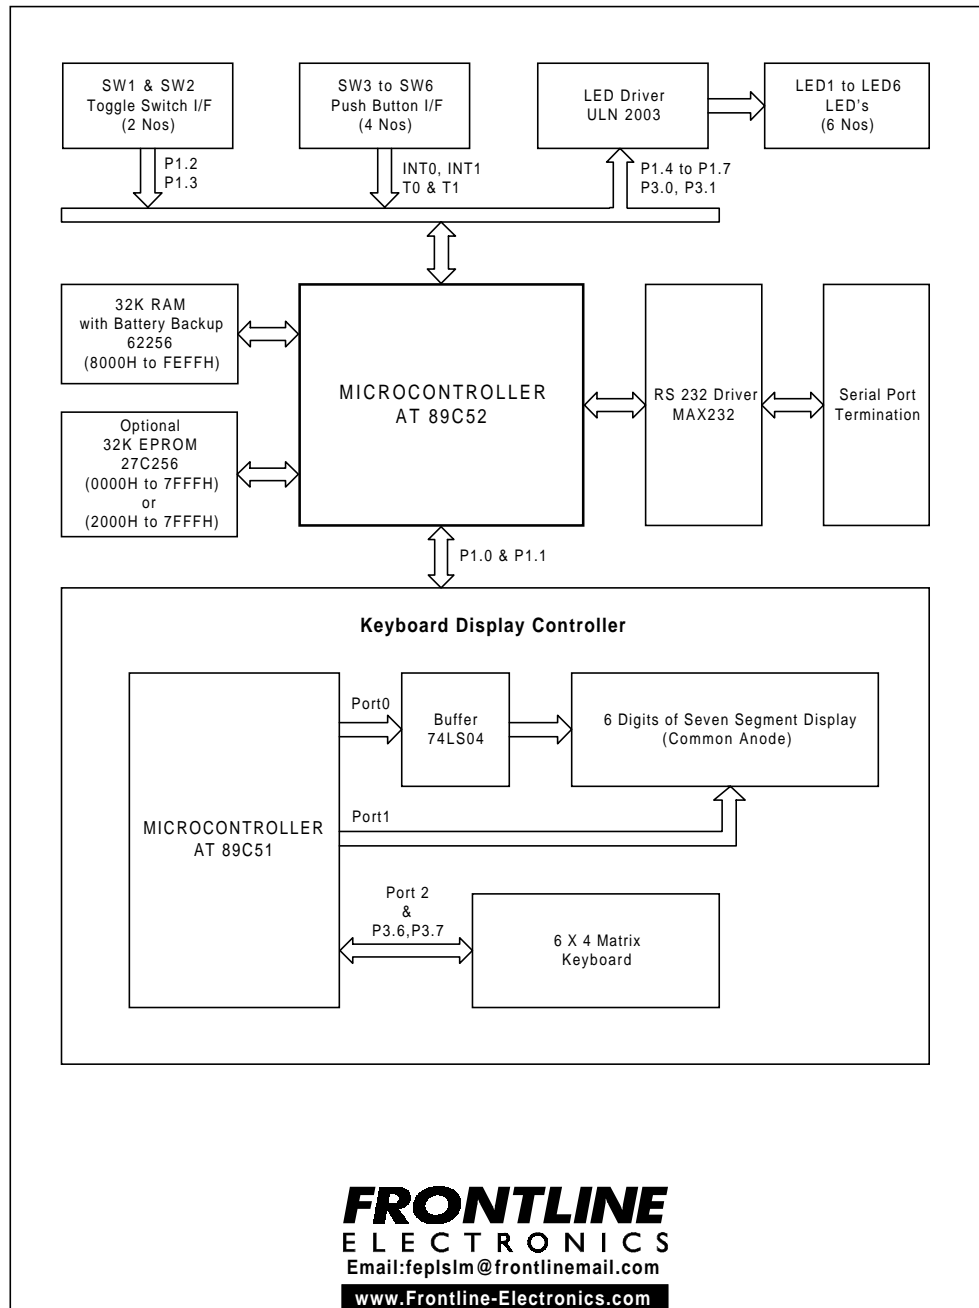 SW1 & SW2
Toggle Switch I/F
(2 Nos)
SW3 to SW6
Push Button I/F
(4 Nos)
LED Driver
ULN 2003
LED1 to LED6
LED's
(6 Nos)
P1.2
P1.3
INT0, INT1
T0 & T1
P1.4 to P1.7
P3.0, P3.1
32K RAM
with Battery Backup
62256
(8000H to FEFFH)
MICROCONTROLLER
AT 89C52
RS 232 Driver
MAX232
Serial Port
Termination
Optional
32K EPROM
27C256
(0000H to 7FFFH)
or
(2000H to 7FFFH)
P1.0 & P1.1
Keyboard Display Controller
MICROCONTROLLER
AT 89C51
Port0
Buffer
74LS04
6 Digits of Seven Segment Display
(Common Anode)
Port1
Port 2
&
P3.6,P3.7
6 X 4 Matrix
Keyboard
FRONTLINE
ELECTRONICS
Email:feplslm@frontlinemail.com
www.Frontline-Electronics.com